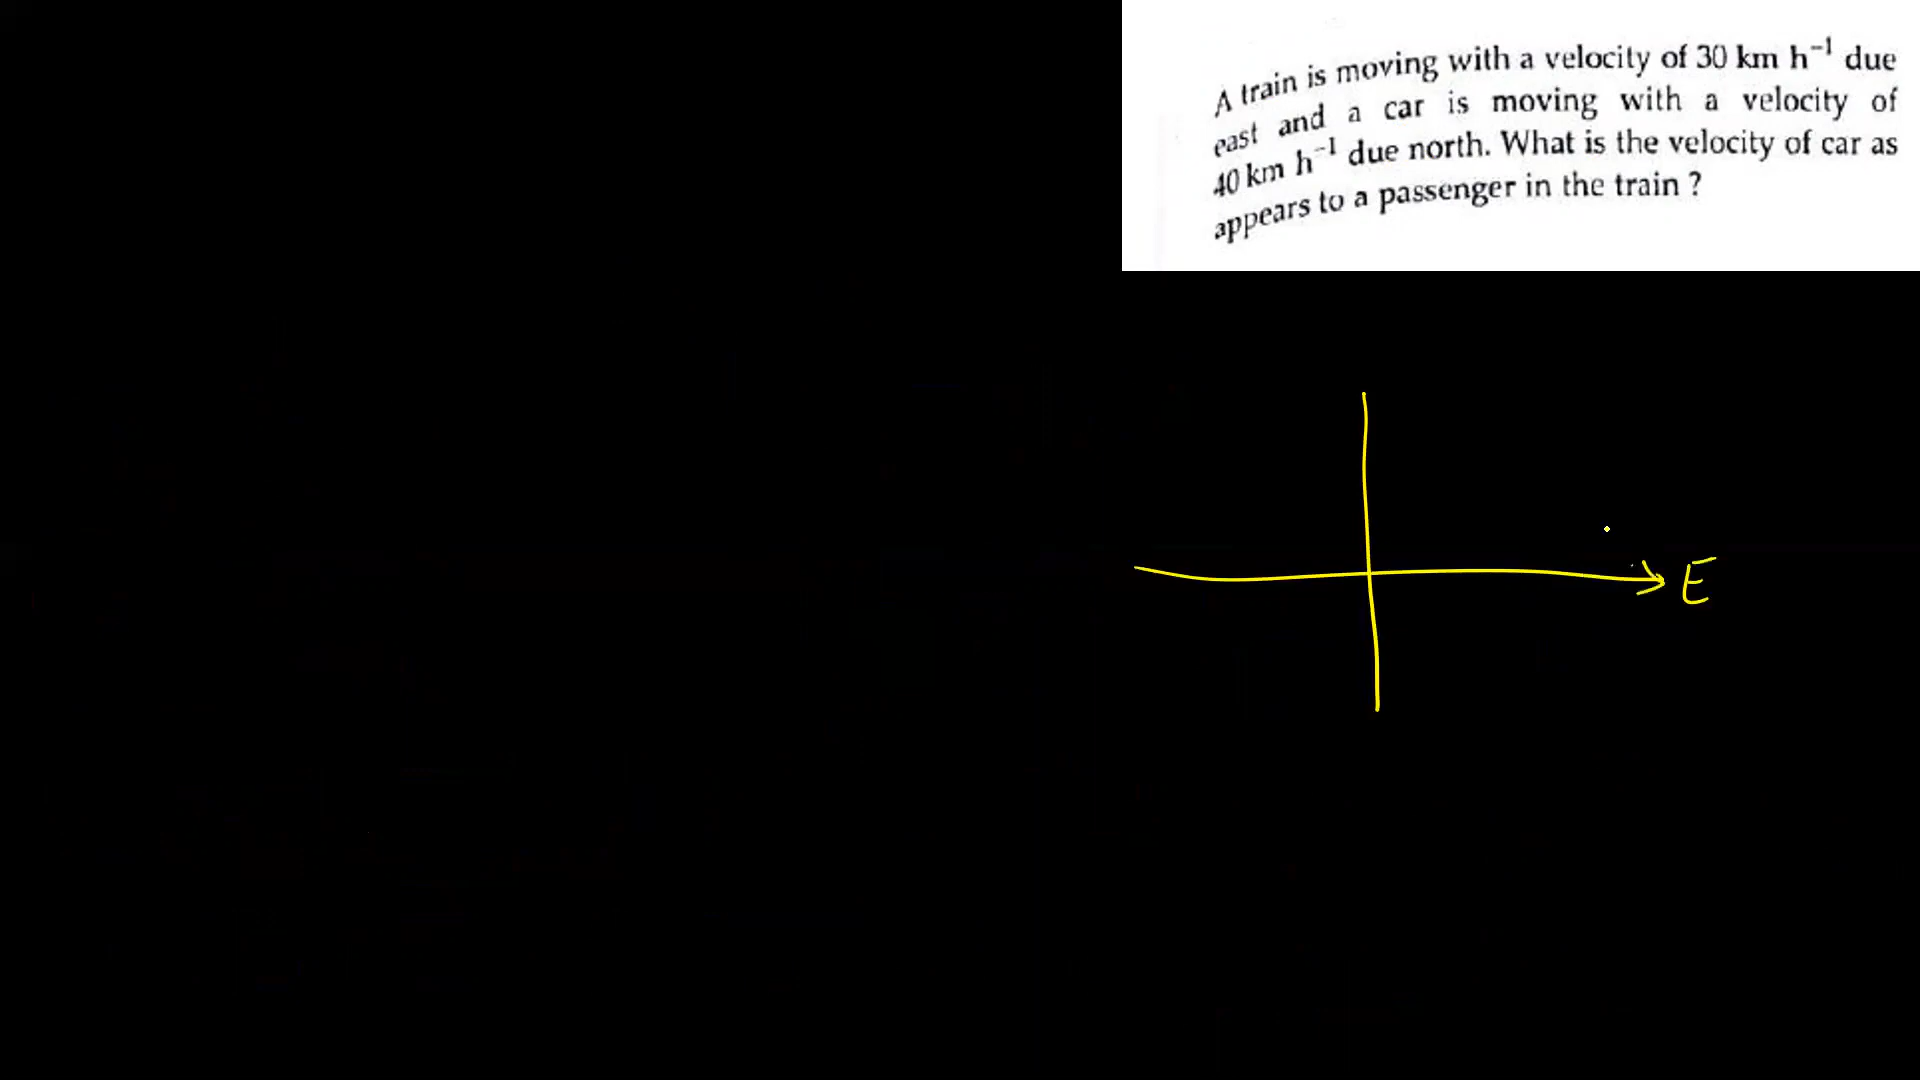 A train is moving with a velocity of 30 km h⁻¹ due
east and a car is moving with a velocity of
40 km h⁻¹ due north. What is the velocity of car as
appears to a passenger in the train ?
E